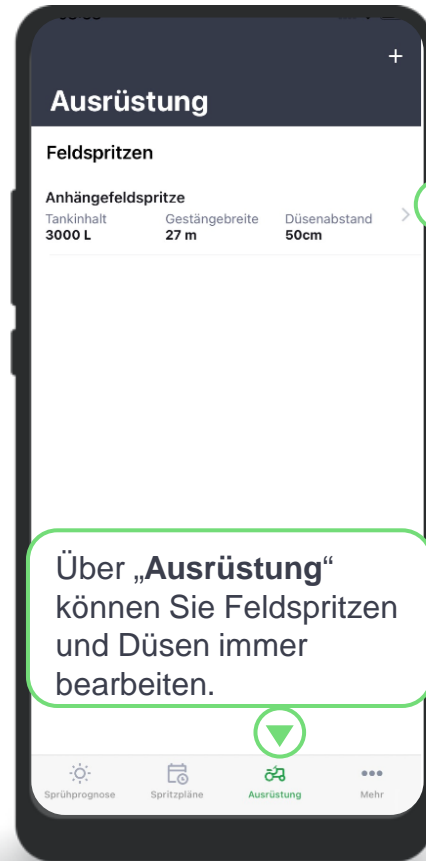 +
Ausrüstung
Feldspritzen
Anhängefeldspritze
Tankinhalt Gestängebreite Düsenabstand
3000 L 27 m 50cm
Über „Ausrüstung“
können Sie Feldspritzen
und Düsen immer
bearbeiten.
Sprühprognose Spritzpläne Ausrüstung Mehr